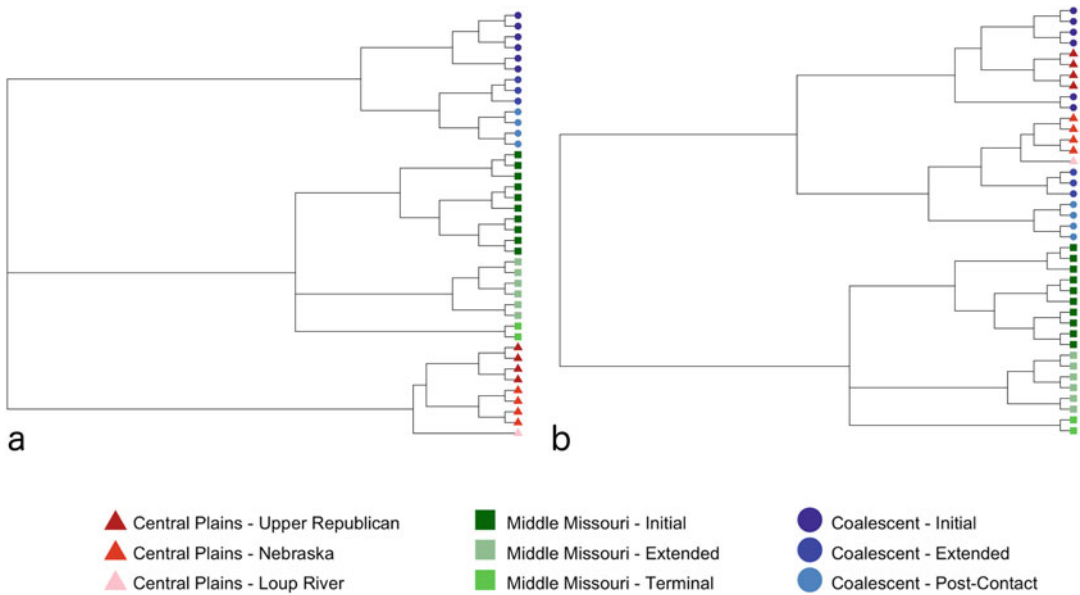 a
b
Central Plains - Upper Republican
Central Plains - Nebraska
Central Plains - Loup River
Middle Missouri - Initial
Middle Missouri - Extended
Middle Missouri - Terminal
Coalescent - Initial
Coalescent - Extended
Coalescent - Post-Contact